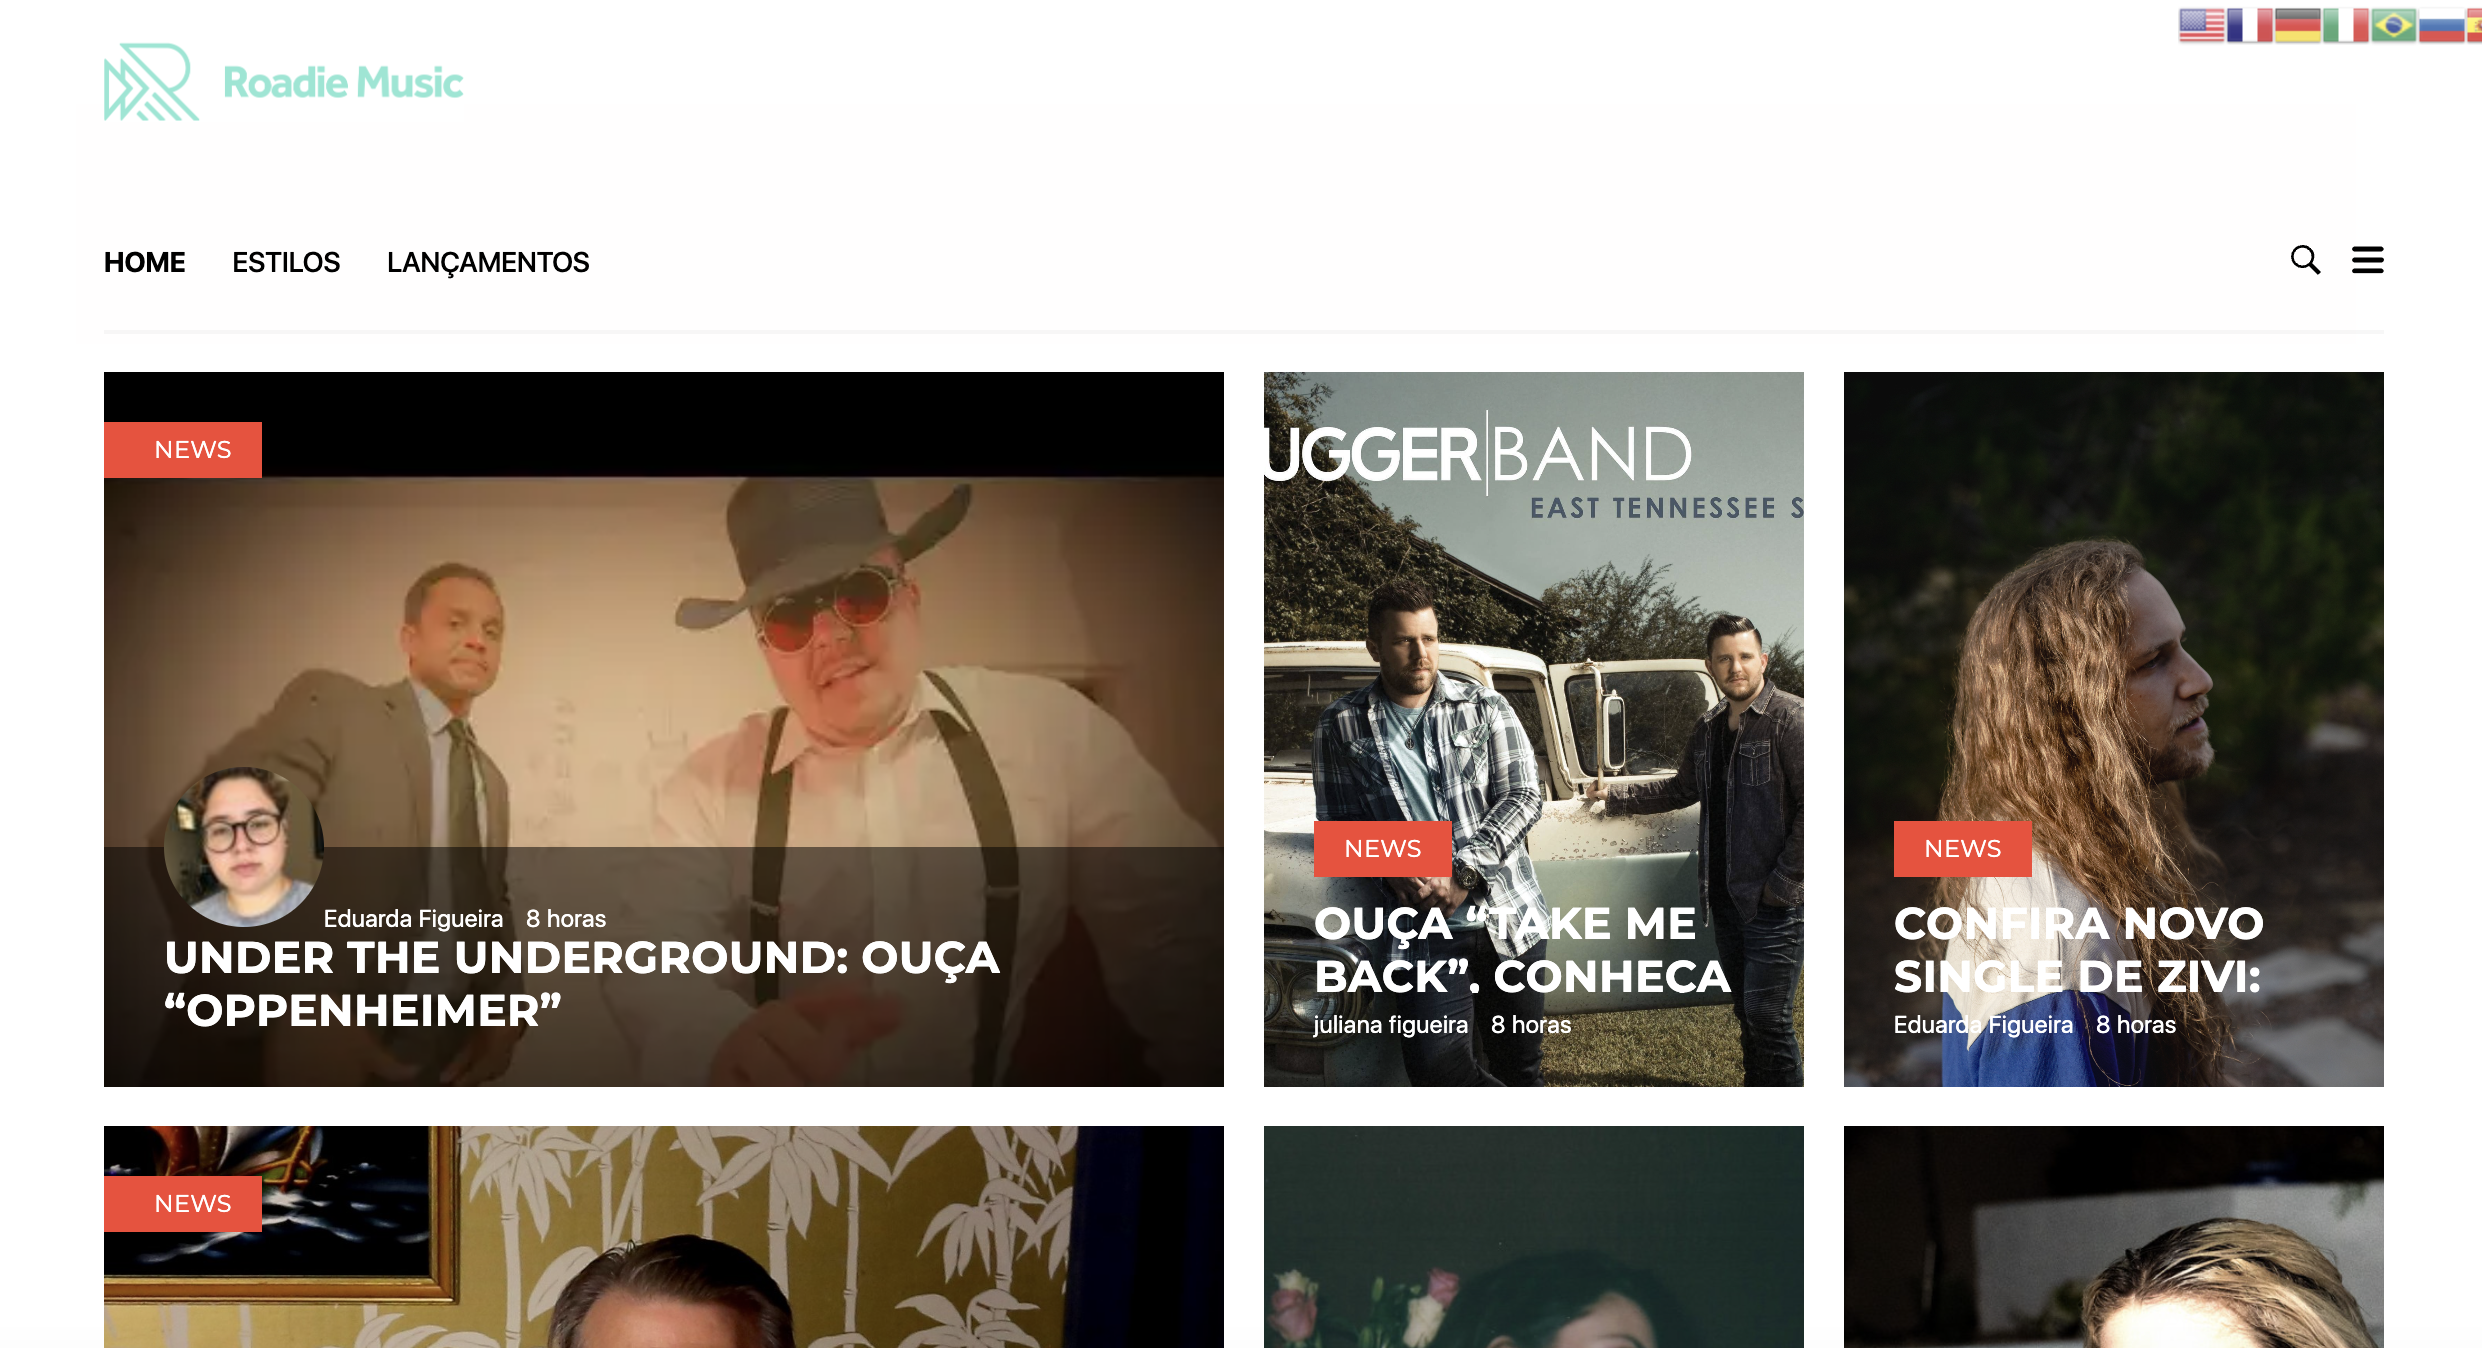 Roadie Music
HOME ESTILOS LANÇAMENTOS
NEWS
Eduarda Figueira 8 horas
UNDER THE UNDERGROUND: OUÇA
“OPPENHEIMER”
UGGER|BAND
EAST TENNESSEE S
NEWS
OUÇA “TAKE ME
BACK”, CONHECA
juliana figueira 8 horas
NEWS
CONFIRA NOVO
SINGLE DE ZIVI:
Eduarda Figueira 8 horas
NEWS